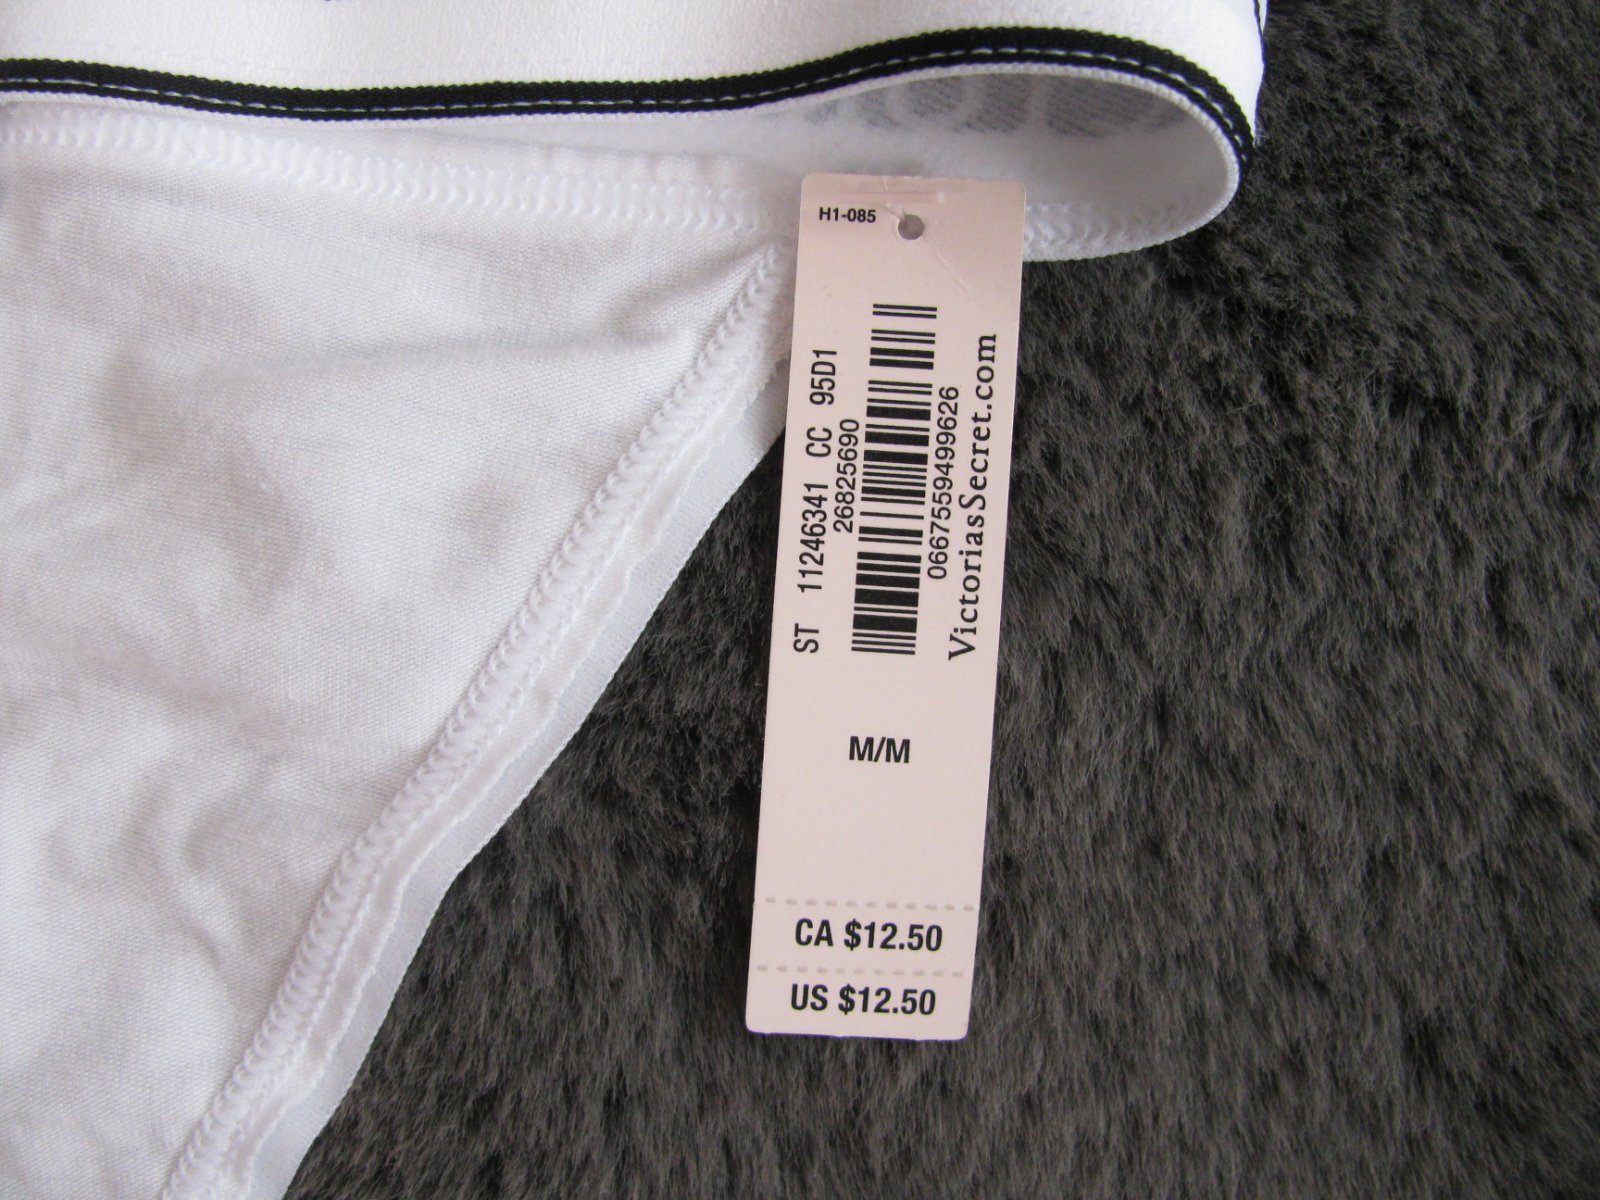 H1-085
ST 11246341 CC 95D1
26825690
0667559499626
VictoriasSecret.com
M/M
CA $12.50
US $12.50